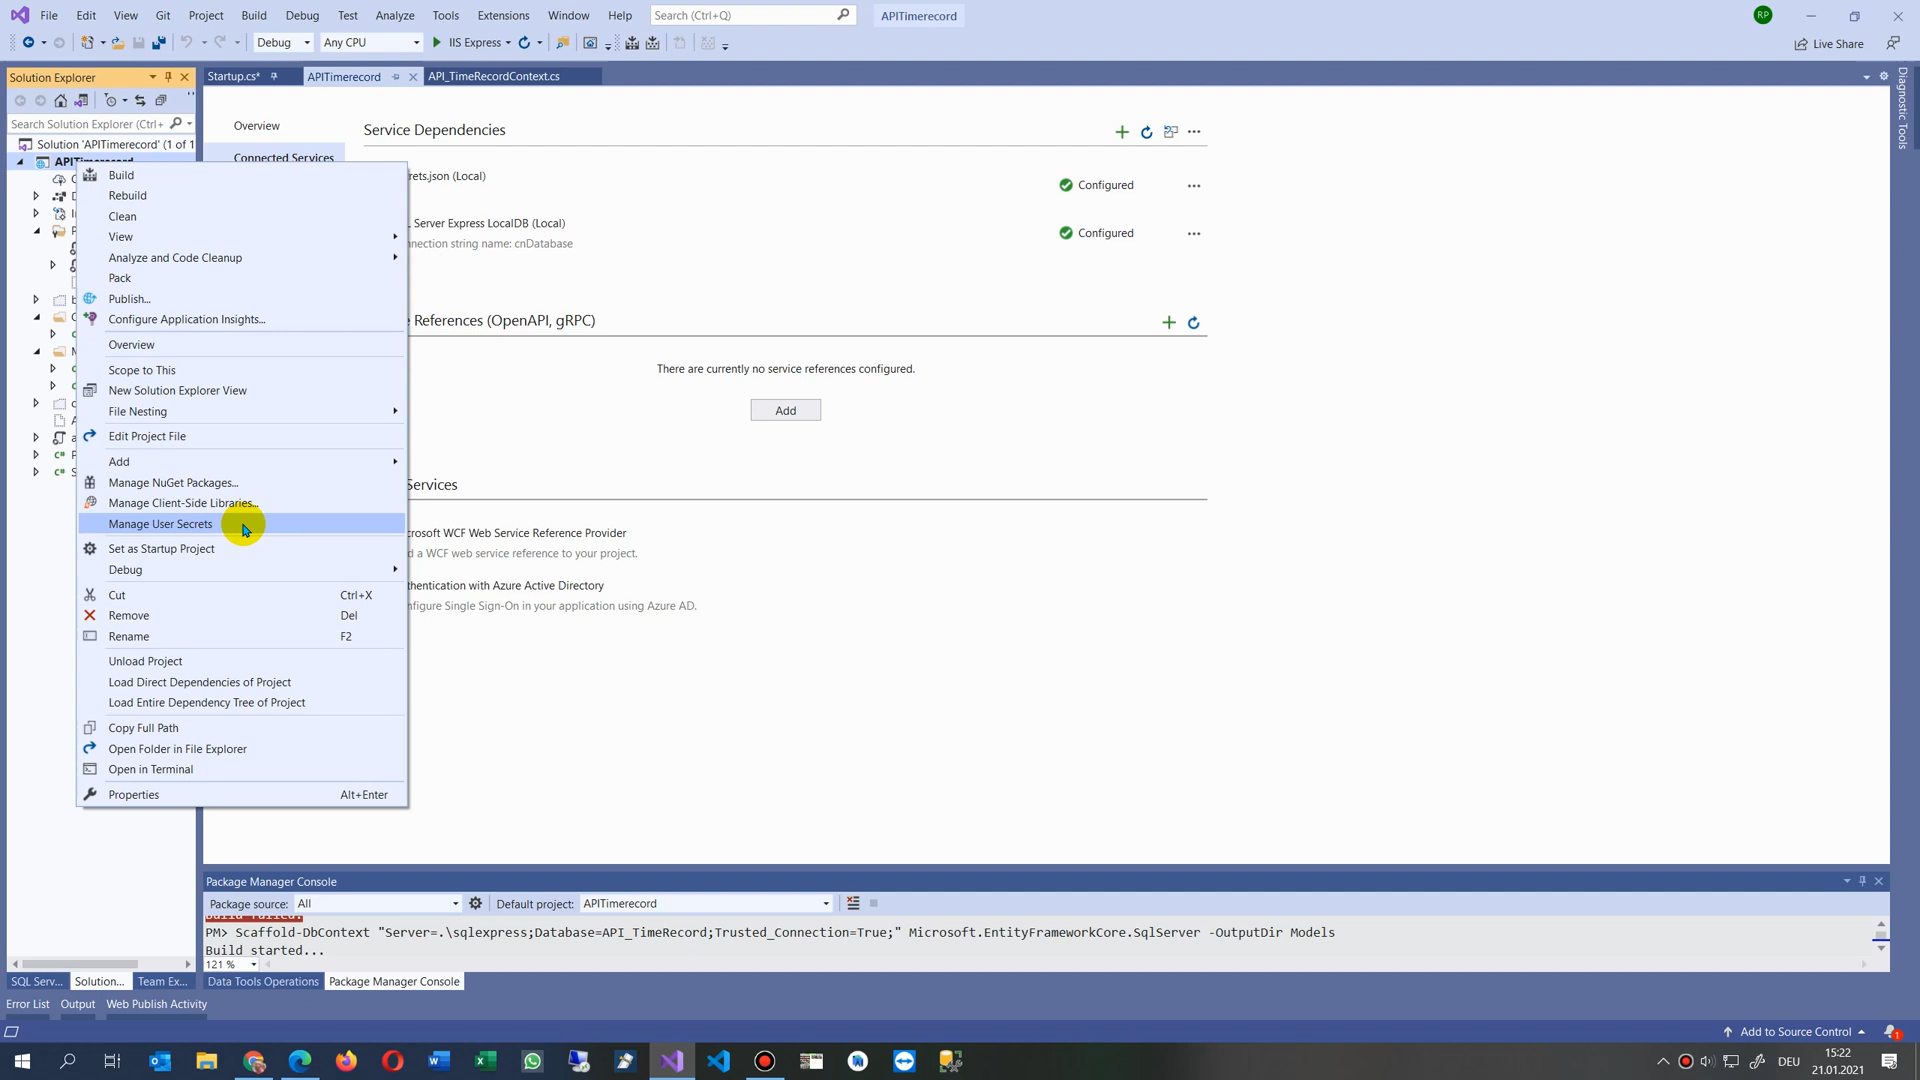 File Edit View Git Project Build Debug Test Analyze Tools Extensions Window Help Search (Ctrl+Q) APITimerecord RP
Debug Any CPU IIS Express Live Share
Solution Explorer
Startup.cs* APITimerecord API_TimeRecordContext.cs
Diagnostic Tools
Search Solution Explorer (Ctrl+
Solution 'APITimerecord' (1 of 1
APITimerecord
Overview
Connected Services
Service Dependencies
rets.json (Local)
Configured
Server Express LocalDB (Local)
nnection string name: cnDatabase
Configured
References (OpenAPI, gRPC)
There are currently no service references configured.
Add
Services
crosoft WCF Web Service Reference Provider
d a WCF web service reference to your project.
thentication with Azure Active Directory
nfigure Single Sign-On in your application using Azure AD.
Build
Rebuild
Clean
View
Analyze and Code Cleanup
Pack
Publish...
Configure Application Insights...
Overview
Scope to This
New Solution Explorer View
File Nesting
Edit Project File
Add
Manage NuGet Packages...
Manage Client-Side Libraries...
Manage User Secrets
Set as Startup Project
Debug
Cut Ctrl+X
Remove Del
Rename F2
Unload Project
Load Direct Dependencies of Project
Load Entire Dependency Tree of Project
Copy Full Path
Open Folder in File Explorer
Open in Terminal
Properties Alt+Enter
Package Manager Console
Package source: All Default project: APITimerecord
Build failed.
PM> Scaffold-DbContext "Server=.\sqlexpress;Database=API_TimeRecord;Trusted_Connection=True;" Microsoft.EntityFrameworkCore.SqlServer -OutputDir Models
Build started...
121 %
SQL Serv... Solution... Team Ex... Data Tools Operations Package Manager Console
Error List Output Web Publish Activity
Add to Source Control 1
DEU 15:22
21.01.2021